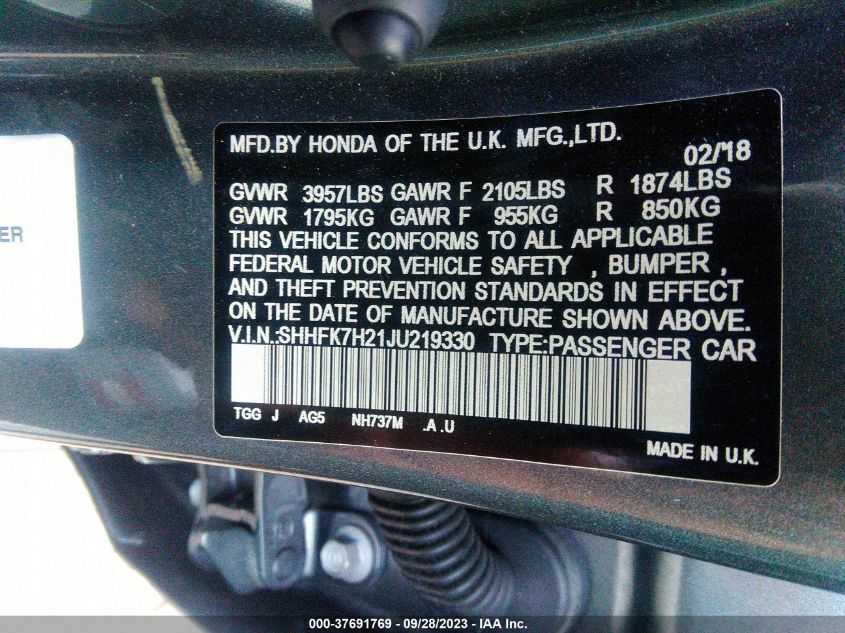 ER
MFD.BY HONDA OF THE U.K. MFG.,LTD.
02/'18
GVWR 3957LBS GAWR F 2105LBS R 1874LBS
GVWR 1795KG GAWR F 955KG R 850KG
THIS VEHICLE CONFORMS TO ALL APPLICABLE
FEDERAL MOTOR VEHICLE SAFETY , BUMPER ,
AND THEFT PREVENTION STANDARDS IN EFFECT
ON THE DATE OF MANUFACTURE SHOWN ABOVE.
V.I.N.:SHHFK7H21JU219330 TYPE:PASSENGER CAR
TGG J AG5 NH737M .A .U
MADE IN U.K.
000-37691769 - 09/28/2023 - IAA Inc.